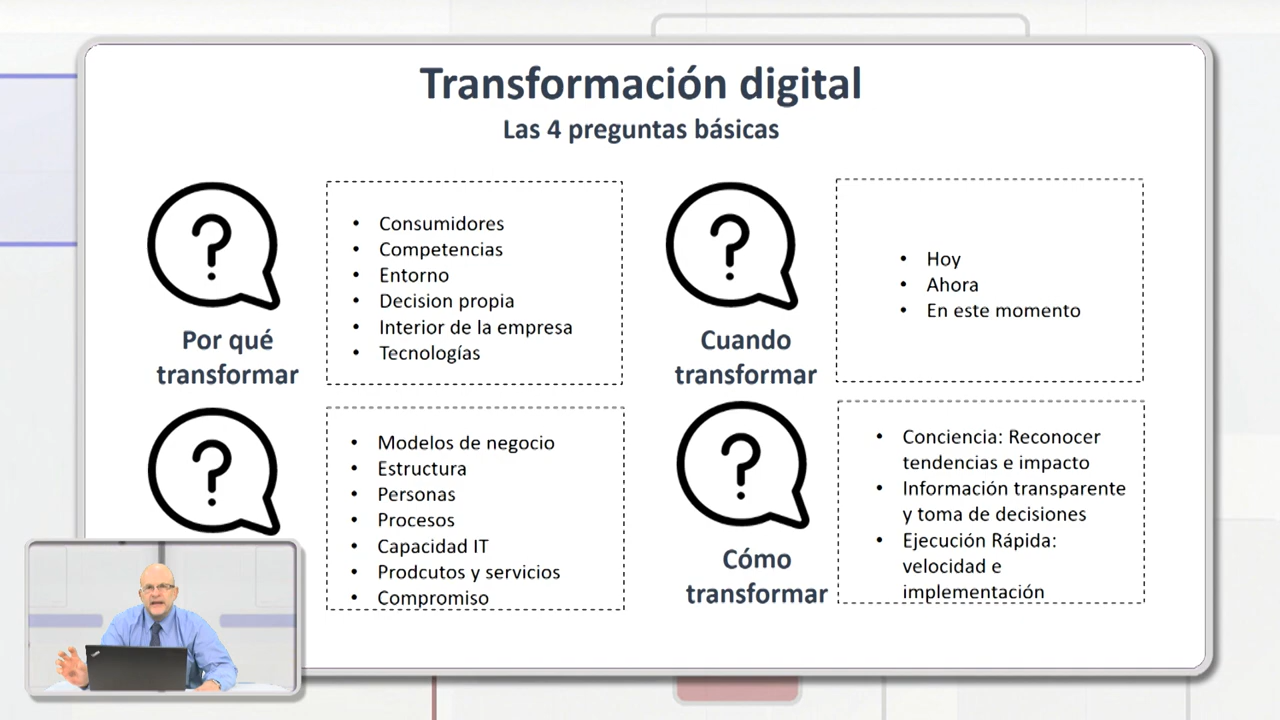 Transformación digital
Las 4 preguntas básicas
?
Por qué
transformar
• Consumidores
• Competencias
• Entorno
• Decision propia
• Interior de la empresa
• Tecnologías
?
Cuando
transformar
• Hoy
• Ahora
• En este momento
?
• Modelos de negocio
• Estructura
• Personas
• Procesos
• Capacidad IT
• Prodcutos y servicios
• Compromiso
?
Cómo
transformar
• Conciencia: Reconocer
tendencias e impacto
• Información transparente
y toma de decisiones
• Ejecución Rápida:
velocidad e
implementación